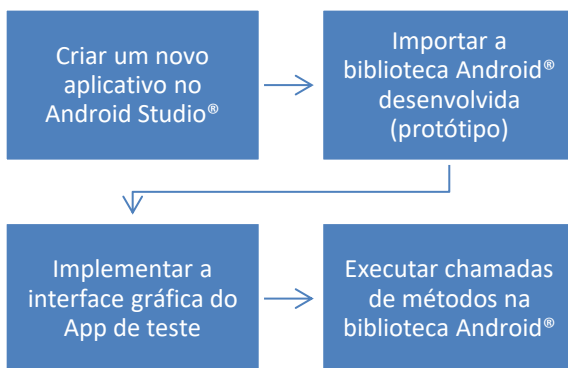 Criar um novo
aplicativo no
Android Studio®
Importar a
biblioteca Android®
desenvolvida
(protótipo)
Implementar a
interface gráfica do
App de teste
Executar chamadas
de métodos na
biblioteca Android®